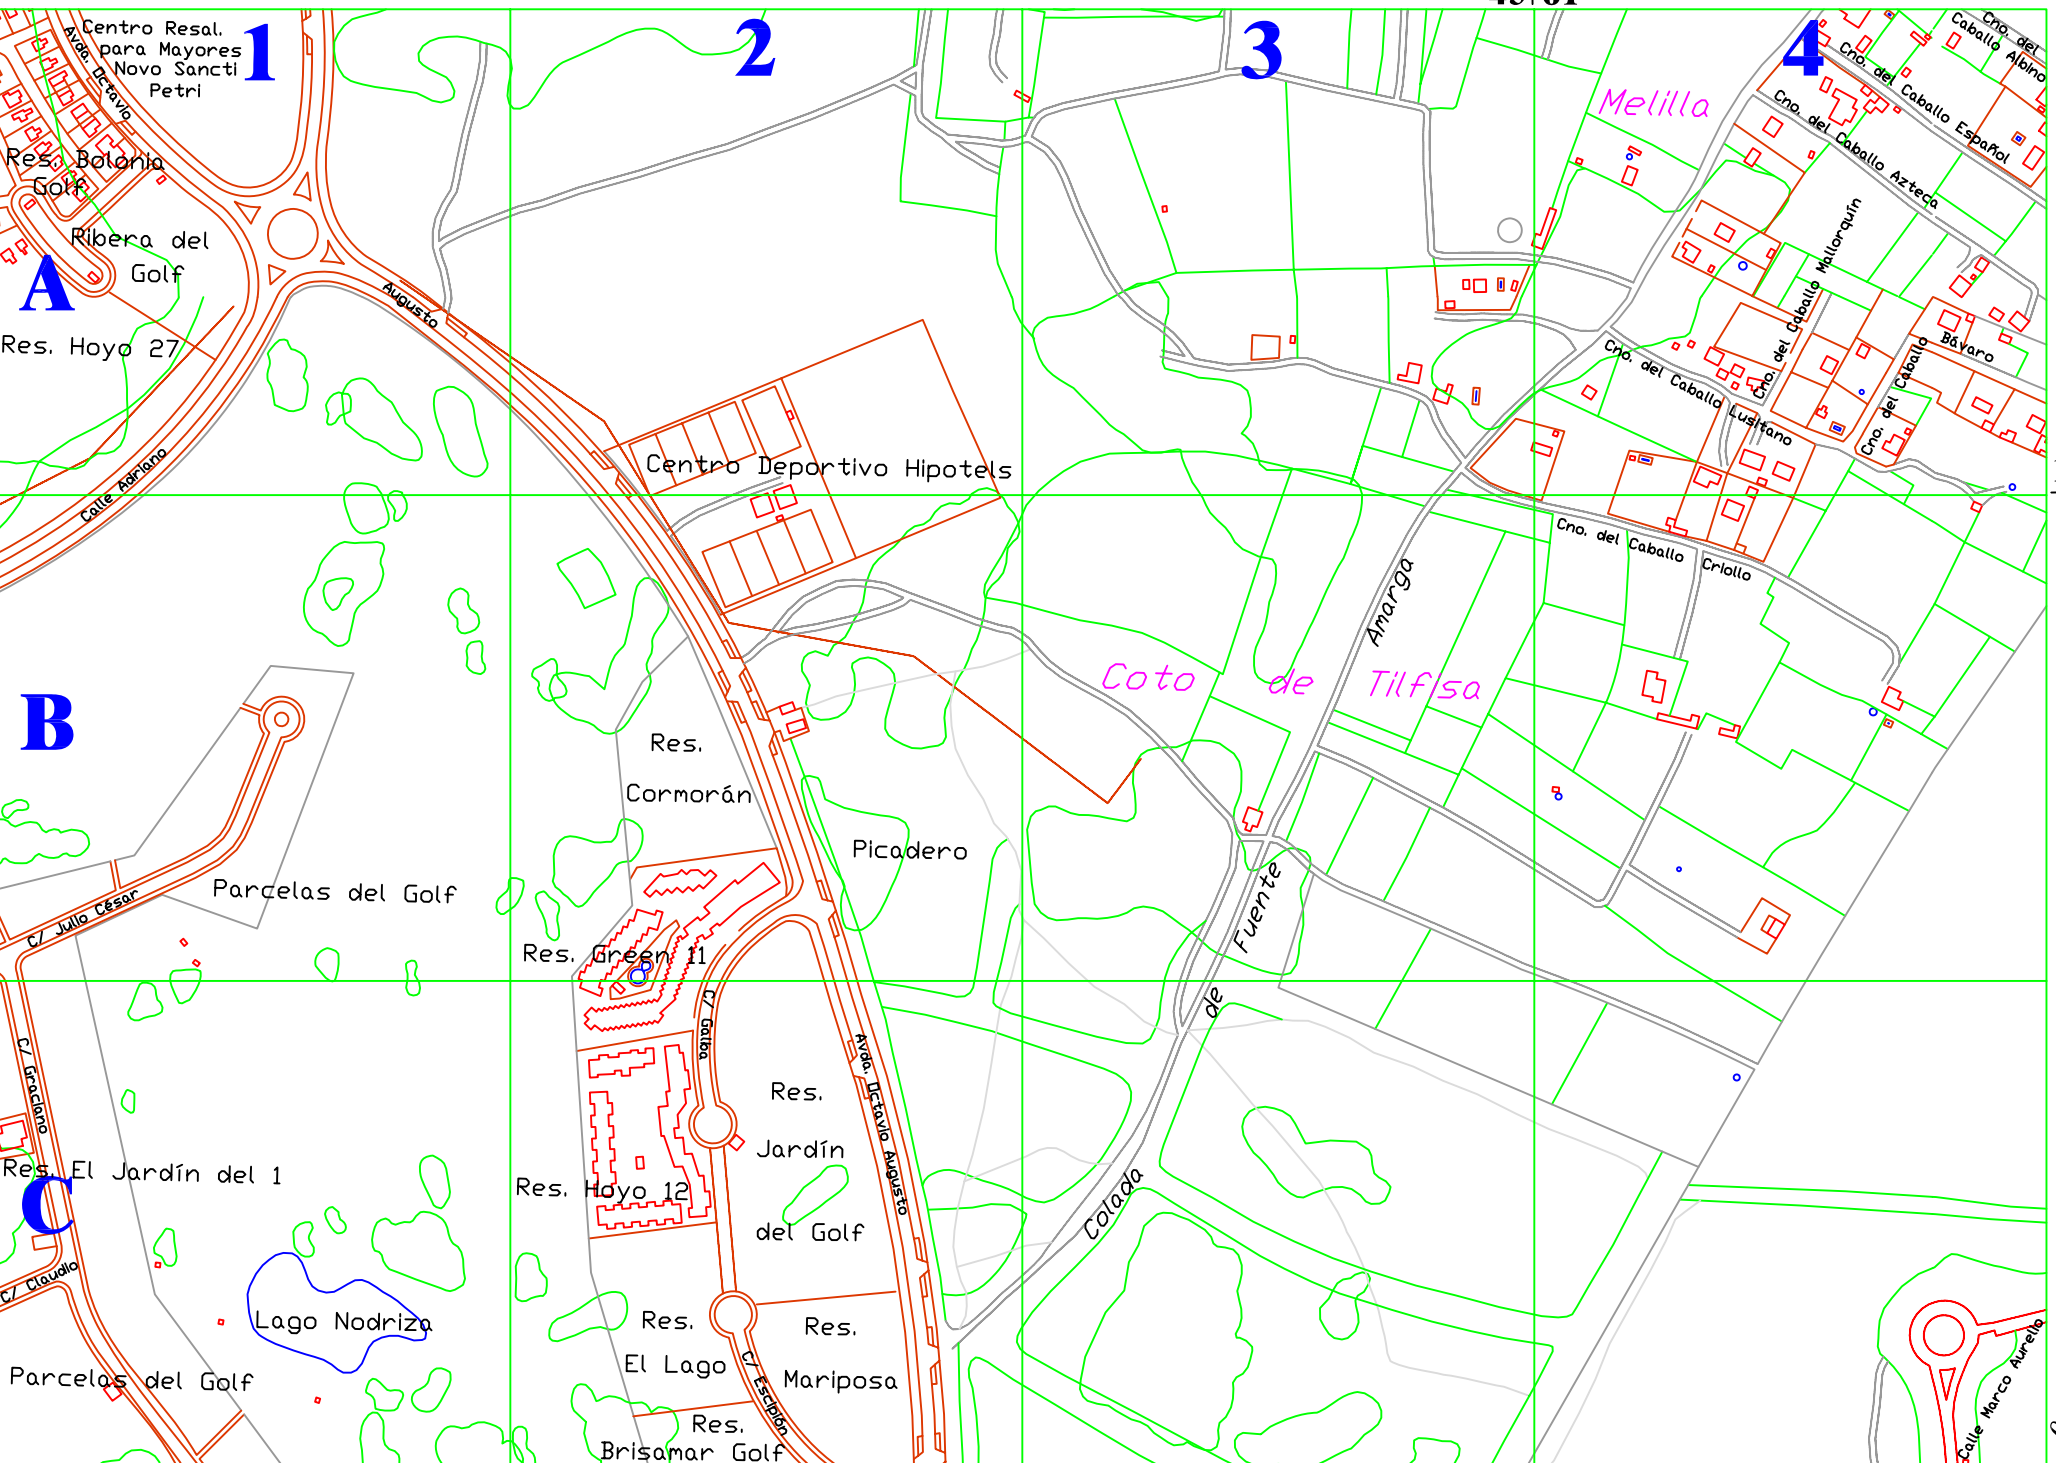 1
2
3
4
A
B
C
Centro Resal.
para Mayores
Novo Sancti
Petri
Avda. Octavio
Augusto
Res. Bolonia
Golf
Ribera del
Golf
Res. Hoyo 27
Calle Adriano
Centro Deportivo Hipotels
Melilla
Cno. del
Caballo Albino
Cno. del Caballo Español
Cno. del Caballo Azteca
Cno. del Caballo Mallorquín
Cno. del Caballo
Bávaro
Cno. del Caballo Lusitano
Cno. del Caballo Criollo
Coto de Tilfisa
Colada de Fuente Amarga
Res.
Cormorán
Picadero
Parcelas del Golf
C/ Julio César
Res. Green 11
C/ Galba
C/ Graciano
Res. El Jardín del 1
C/ Claudio
Lago Nodriza
Parcelas del Golf
Res. Hoyo 12
Res.
Jardín
del Golf
Avda. Octavio Augusto
Res.
El Lago
Res.
Mariposa
C/ Escipión
Res.
Brisamar Golf
Calle Marco Aurelio